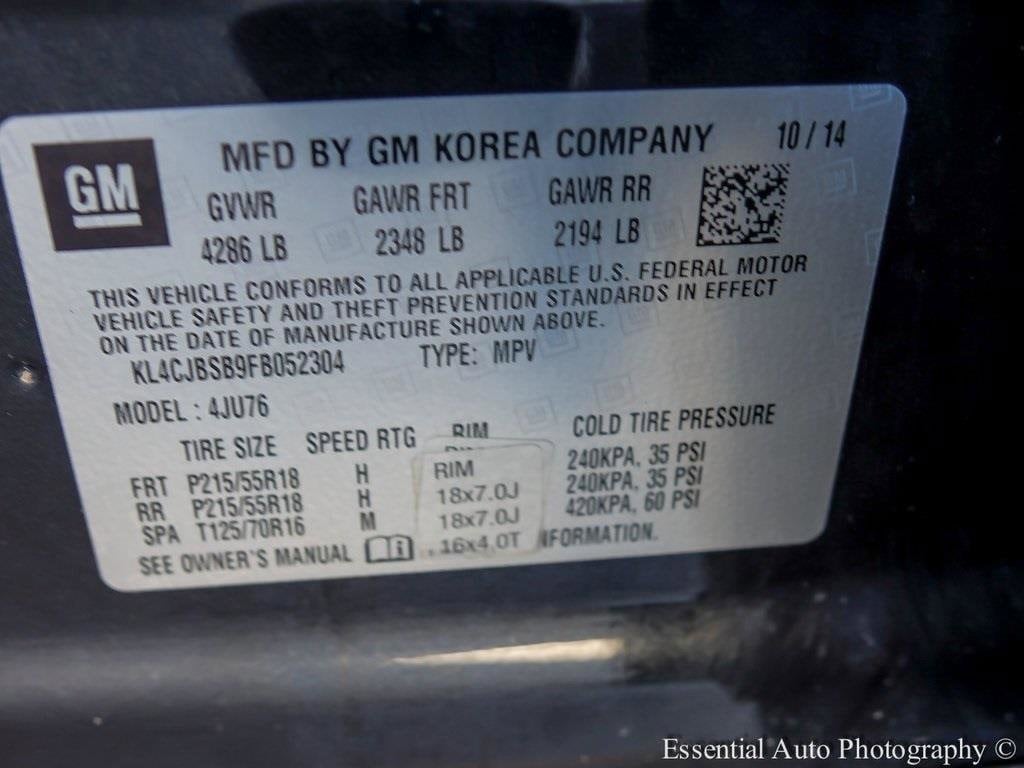 GM
MFD BY GM KOREA COMPANY 10 / 14
GVWR GAWR FRT GAWR RR
4286 LB 2348 LB 2194 LB
THIS VEHICLE CONFORMS TO ALL APPLICABLE U.S. FEDERAL MOTOR
VEHICLE SAFETY AND THEFT PREVENTION STANDARDS IN EFFECT
ON THE DATE OF MANUFACTURE SHOWN ABOVE.
KL4CJBSB9FB052304 TYPE: MPV
MODEL : 4JU76
TIRE SIZE SPEED RTG RIM COLD TIRE PRESSURE
RIM
FRT P215/55R18 H 18x7.0J 240KPA, 35 PSI
RR P215/55R18 H 18x7.0J 240KPA, 35 PSI
SPA T125/70R16 M 16x4.0T 420KPA, 60 PSI
SEE OWNER'S MANUAL INFORMATION.
Essential Auto Photography ©